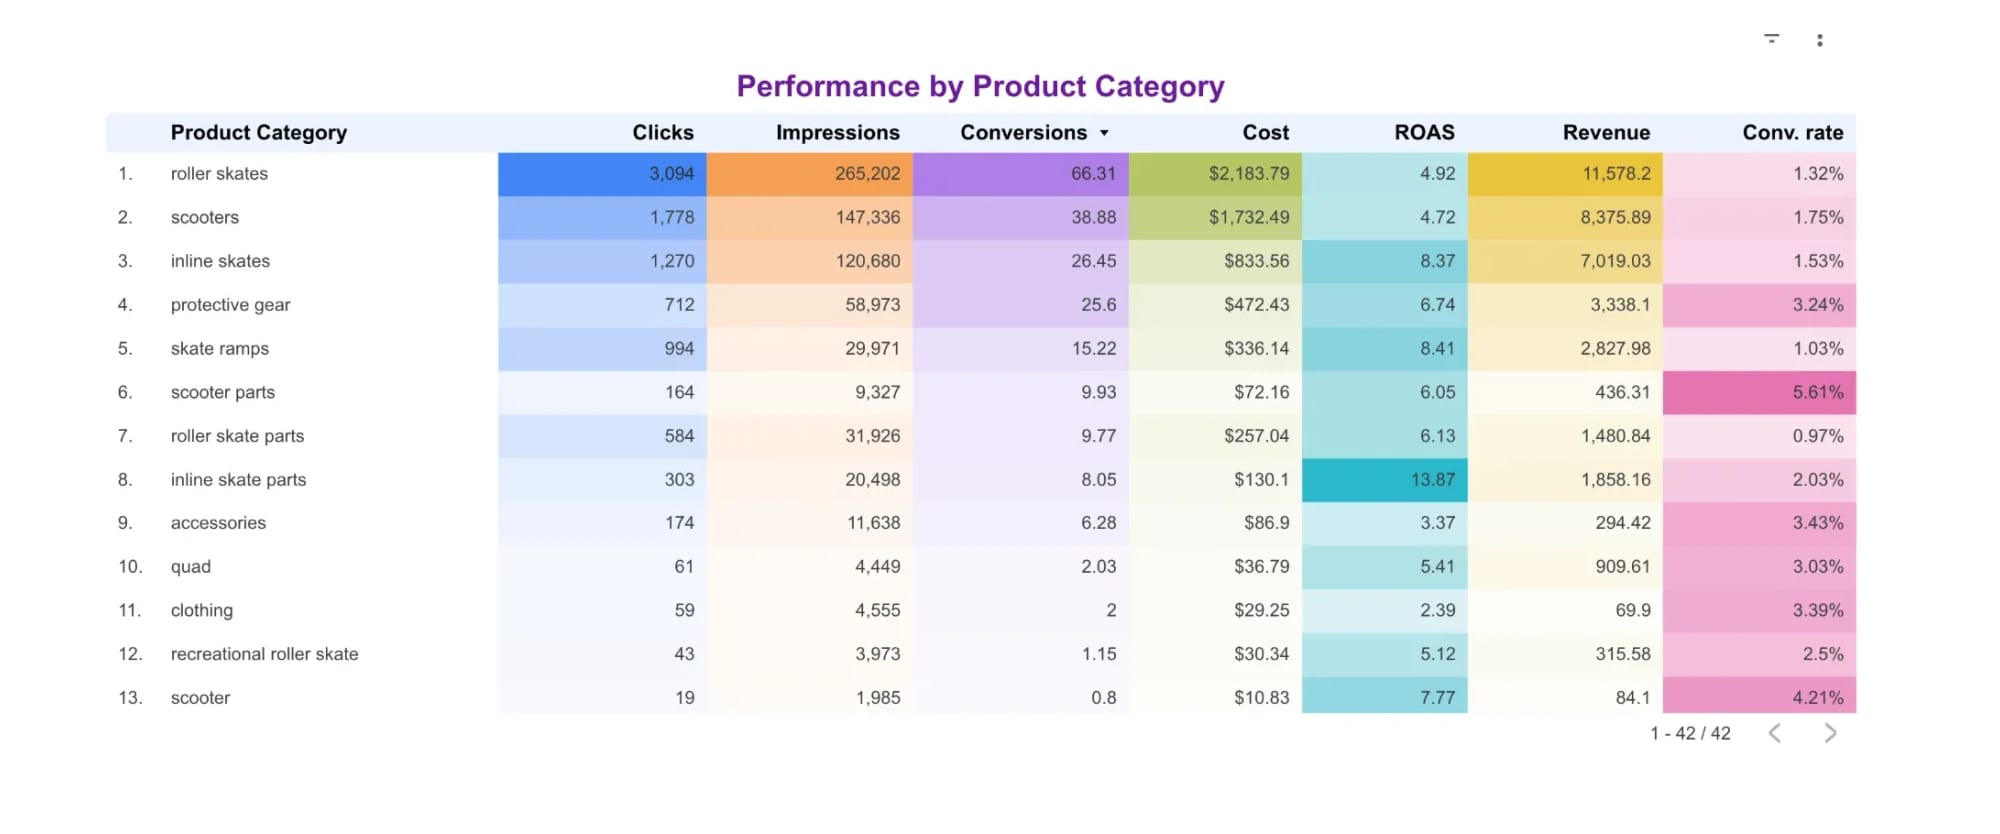 Performance by Product Category
Product Category Clicks Impressions Conversions Cost ROAS Revenue Conv. rate
1. roller skates 3,094 265,202 66.31 $2,183.79 4.92 11,578.2 1.32%
2. scooters 1,778 147,336 38.88 $1,732.49 4.72 8,375.89 1.75%
3. inline skates 1,270 120,680 26.45 $833.56 8.37 7,019.03 1.53%
4. protective gear 712 58,973 25.6 $472.43 6.74 3,338.1 3.24%
5. skate ramps 994 29,971 15.22 $336.14 8.41 2,827.98 1.03%
6. scooter parts 164 9,327 9.93 $72.16 6.05 436.31 5.61%
7. roller skate parts 584 31,926 9.77 $257.04 6.13 1,480.84 0.97%
8. inline skate parts 303 20,498 8.05 $130.1 13.87 1,858.16 2.03%
9. accessories 174 11,638 6.28 $86.9 3.37 294.42 3.43%
10. quad 61 4,449 2.03 $36.79 5.41 909.61 3.03%
11. clothing 59 4,555 2 $29.25 2.39 69.9 3.39%
12. recreational roller skate 43 3,973 1.15 $30.34 5.12 315.58 2.5%
13. scooter 19 1,985 0.8 $10.83 7.77 84.1 4.21%
1 - 42 / 42